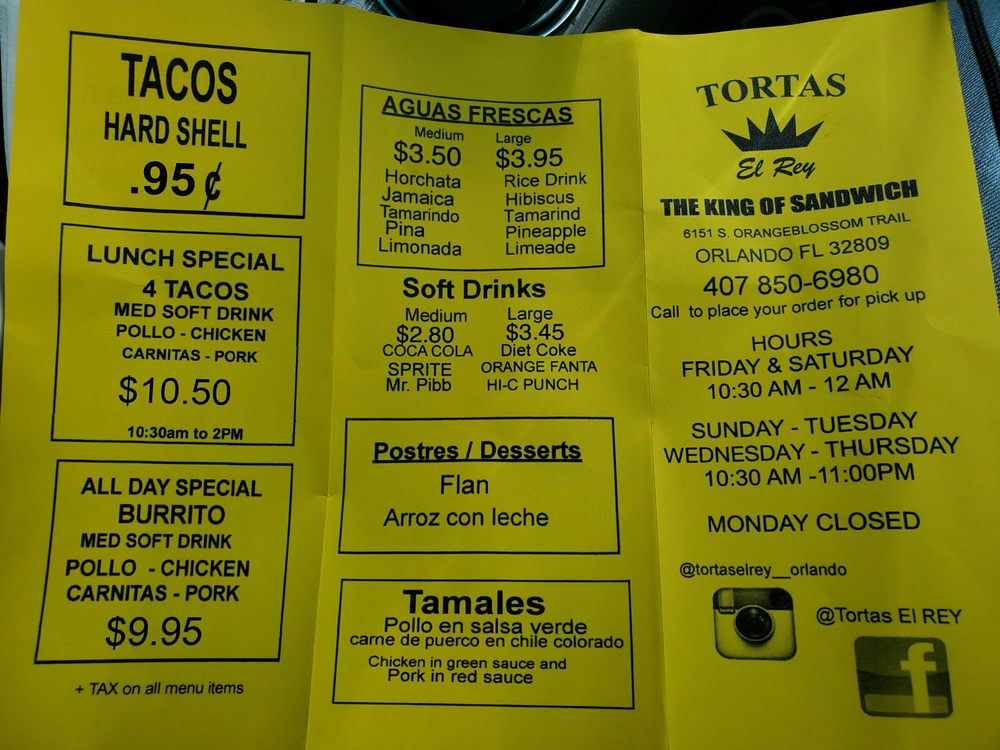 TACOS
HARD SHELL
.95¢
LUNCH SPECIAL
4 TACOS
MED SOFT DRINK
POLLO - CHICKEN
CARNITAS - PORK
$10.50
10:30am to 2PM
ALL DAY SPECIAL
BURRITO
MED SOFT DRINK
POLLO - CHICKEN
CARNITAS - PORK
$9.95
+ TAX on all menu items
AGUAS FRESCAS
Medium Large
$3.50 $3.95
Horchata Rice Drink
Jamaica Hibiscus
Tamarindo Tamarind
Pina Pineapple
Limonada Limeade
Soft Drinks
Medium Large
$2.80 $3.45
COCA COLA Diet Coke
SPRITE ORANGE FANTA
Mr. Pibb HI-C PUNCH
Postres / Desserts
Flan
Arroz con leche
Tamales
Pollo en salsa verde
carne de puerco en chile colorado
Chicken in green sauce and
Pork in red sauce
TORTAS
El Rey
THE KING OF SANDWICH
6151 S. ORANGEBLOSSOM TRAIL
ORLANDO FL 32809
407 850-6980
Call to place your order for pick up
HOURS
FRIDAY & SATURDAY
10:30 AM - 12 AM
SUNDAY - TUESDAY
WEDNESDAY - THURSDAY
10:30 AM -11:00PM
MONDAY CLOSED
@tortaselrey__orlando
@Tortas El REY
f